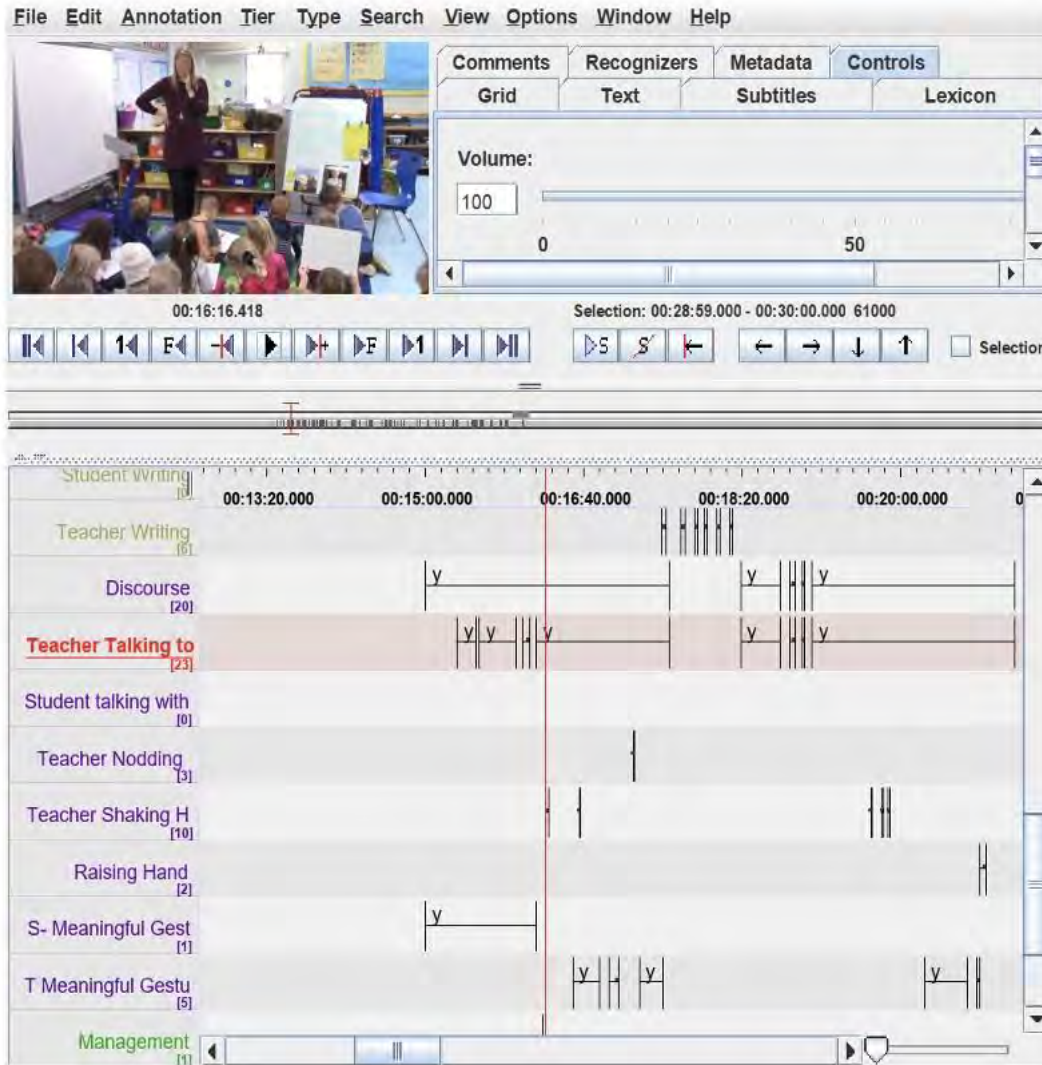 File Edit Annotation Tier Type Search View Options Window Help
Comments Recognizers Metadata Controls
Grid Text Subtitles Lexicon
Volume:
100
0 50
00:16:16.418
Selection: 00:28:59.000 - 00:30:00.000 61000
1 F F 1 S S Selection
Student Writing
00:13:20.000 00:15:00.000 00:16:40.000 00:18:20.000 00:20:00.000 0
Teacher Writing
[6]
Discourse
[20]
y y y
Teacher Talking to
[23]
y y y y y
Student talking with
[0]
Teacher Nodding
[3]
Teacher Shaking H
[10]
Raising Hand
[2]
S- Meaningful Gest
[1]
y
T Meaningful Gestu
[5]
y y y
Management
[1]